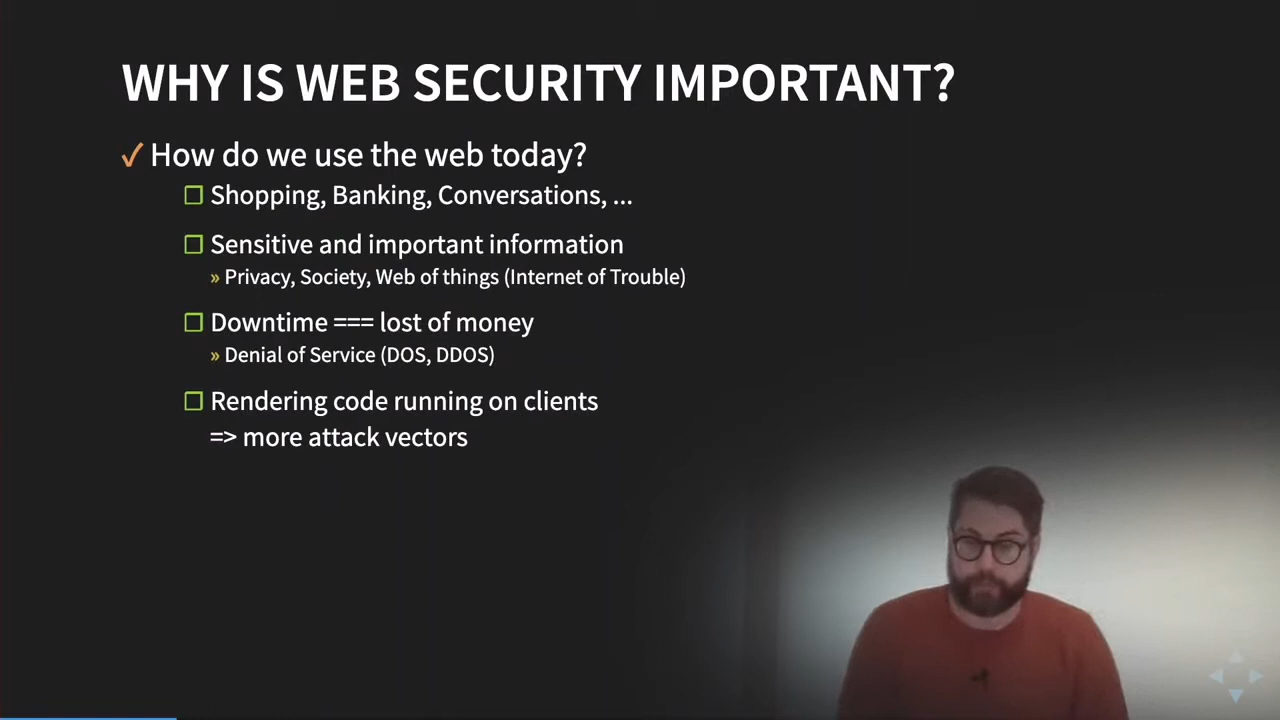 WHY IS WEB SECURITY IMPORTANT?
✓ How do we use the web today?
❒ Shopping, Banking, Conversations, ...
❒ Sensitive and important information
» Privacy, Society, Web of things (Internet of Trouble)
❒ Downtime === lost of money
» Denial of Service (DOS, DDOS)
❒ Rendering code running on clients
=> more attack vectors